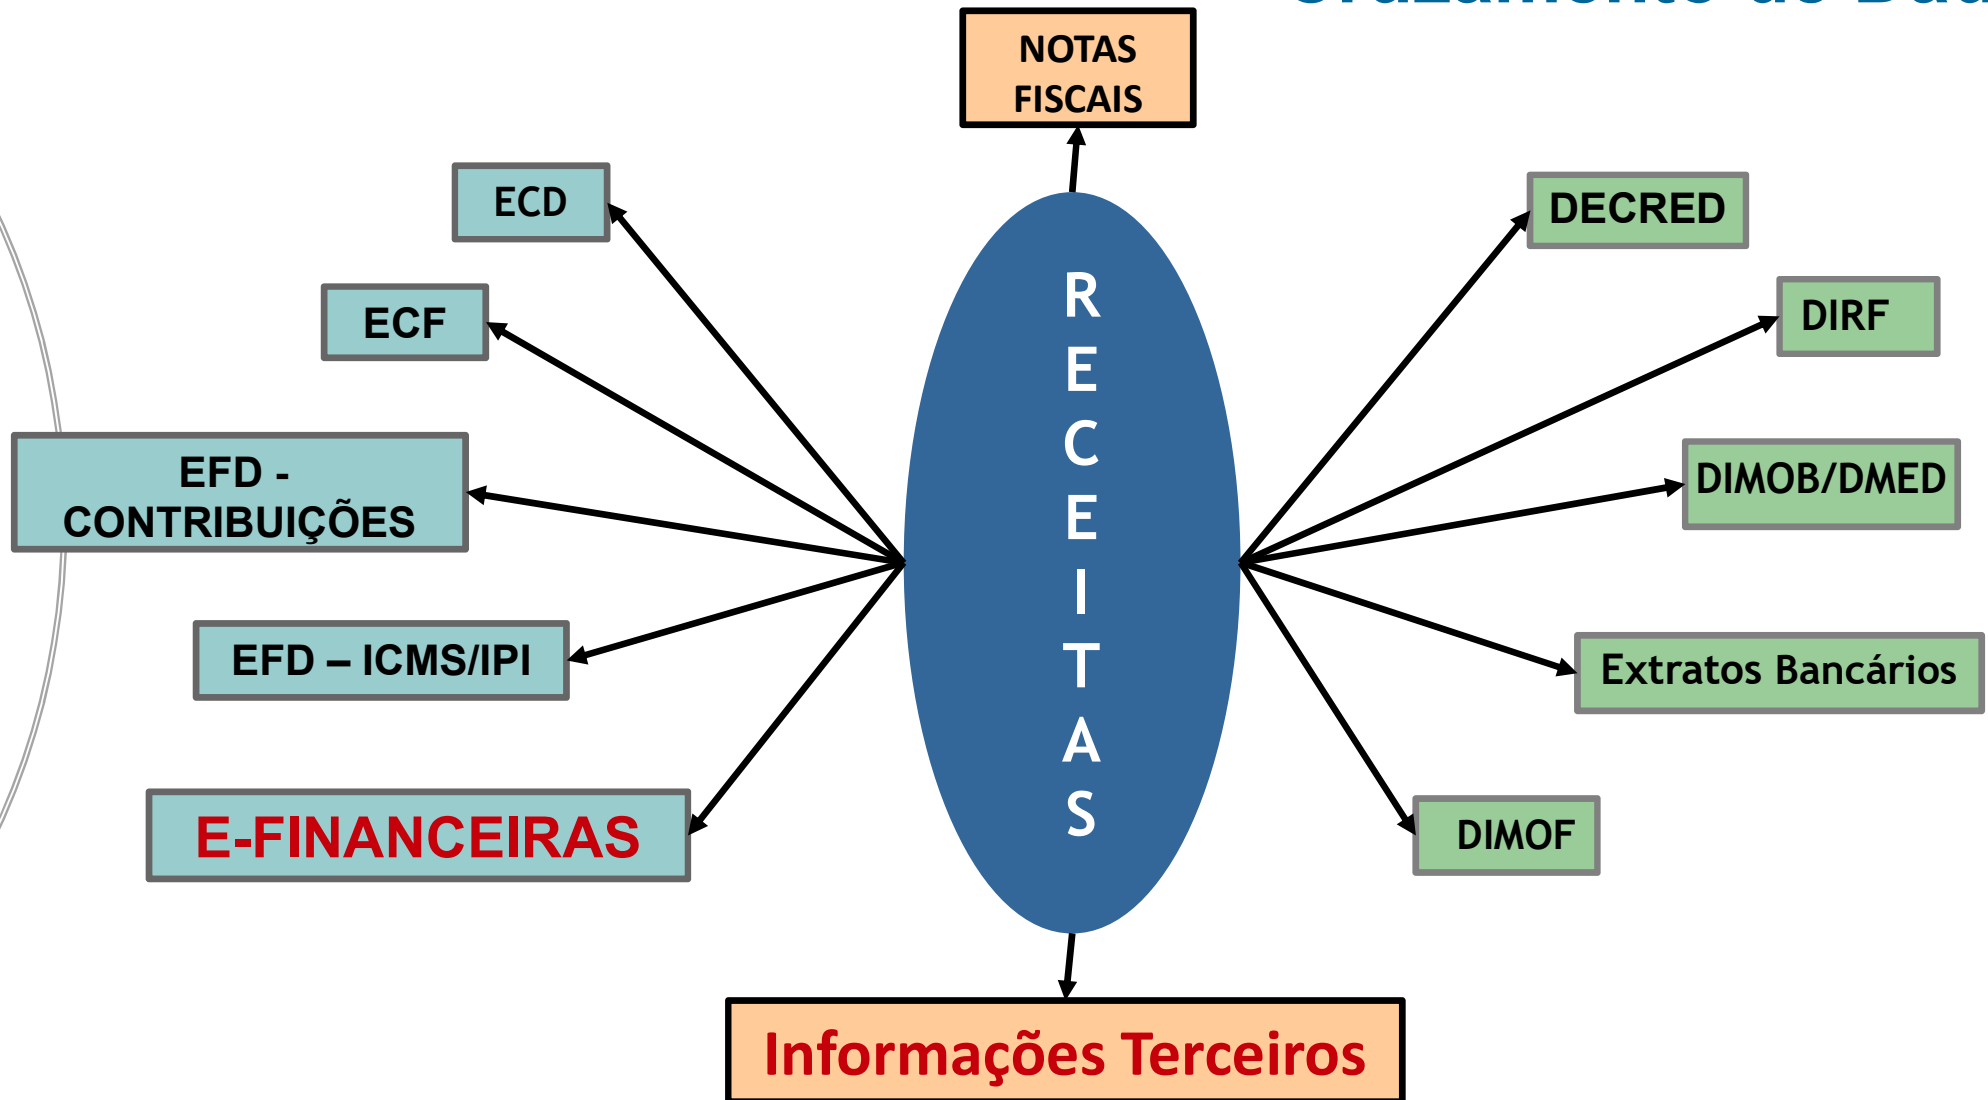 NOTAS
FISCAIS
ECD
DECRED
ECF
DIRF
EFD -
CONTRIBUIÇÕES
DIMOB/DMED
EFD – ICMS/IPI
Extratos Bancários
E-FINANCEIRAS
DIMOF
R
E
C
E
I
T
A
S
Informações Terceiros